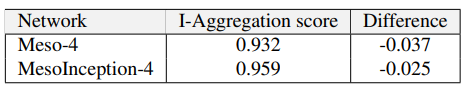 Network I-Aggregation score Difference
Meso-4 0.932 -0.037
MesoInception-4 0.959 -0.025